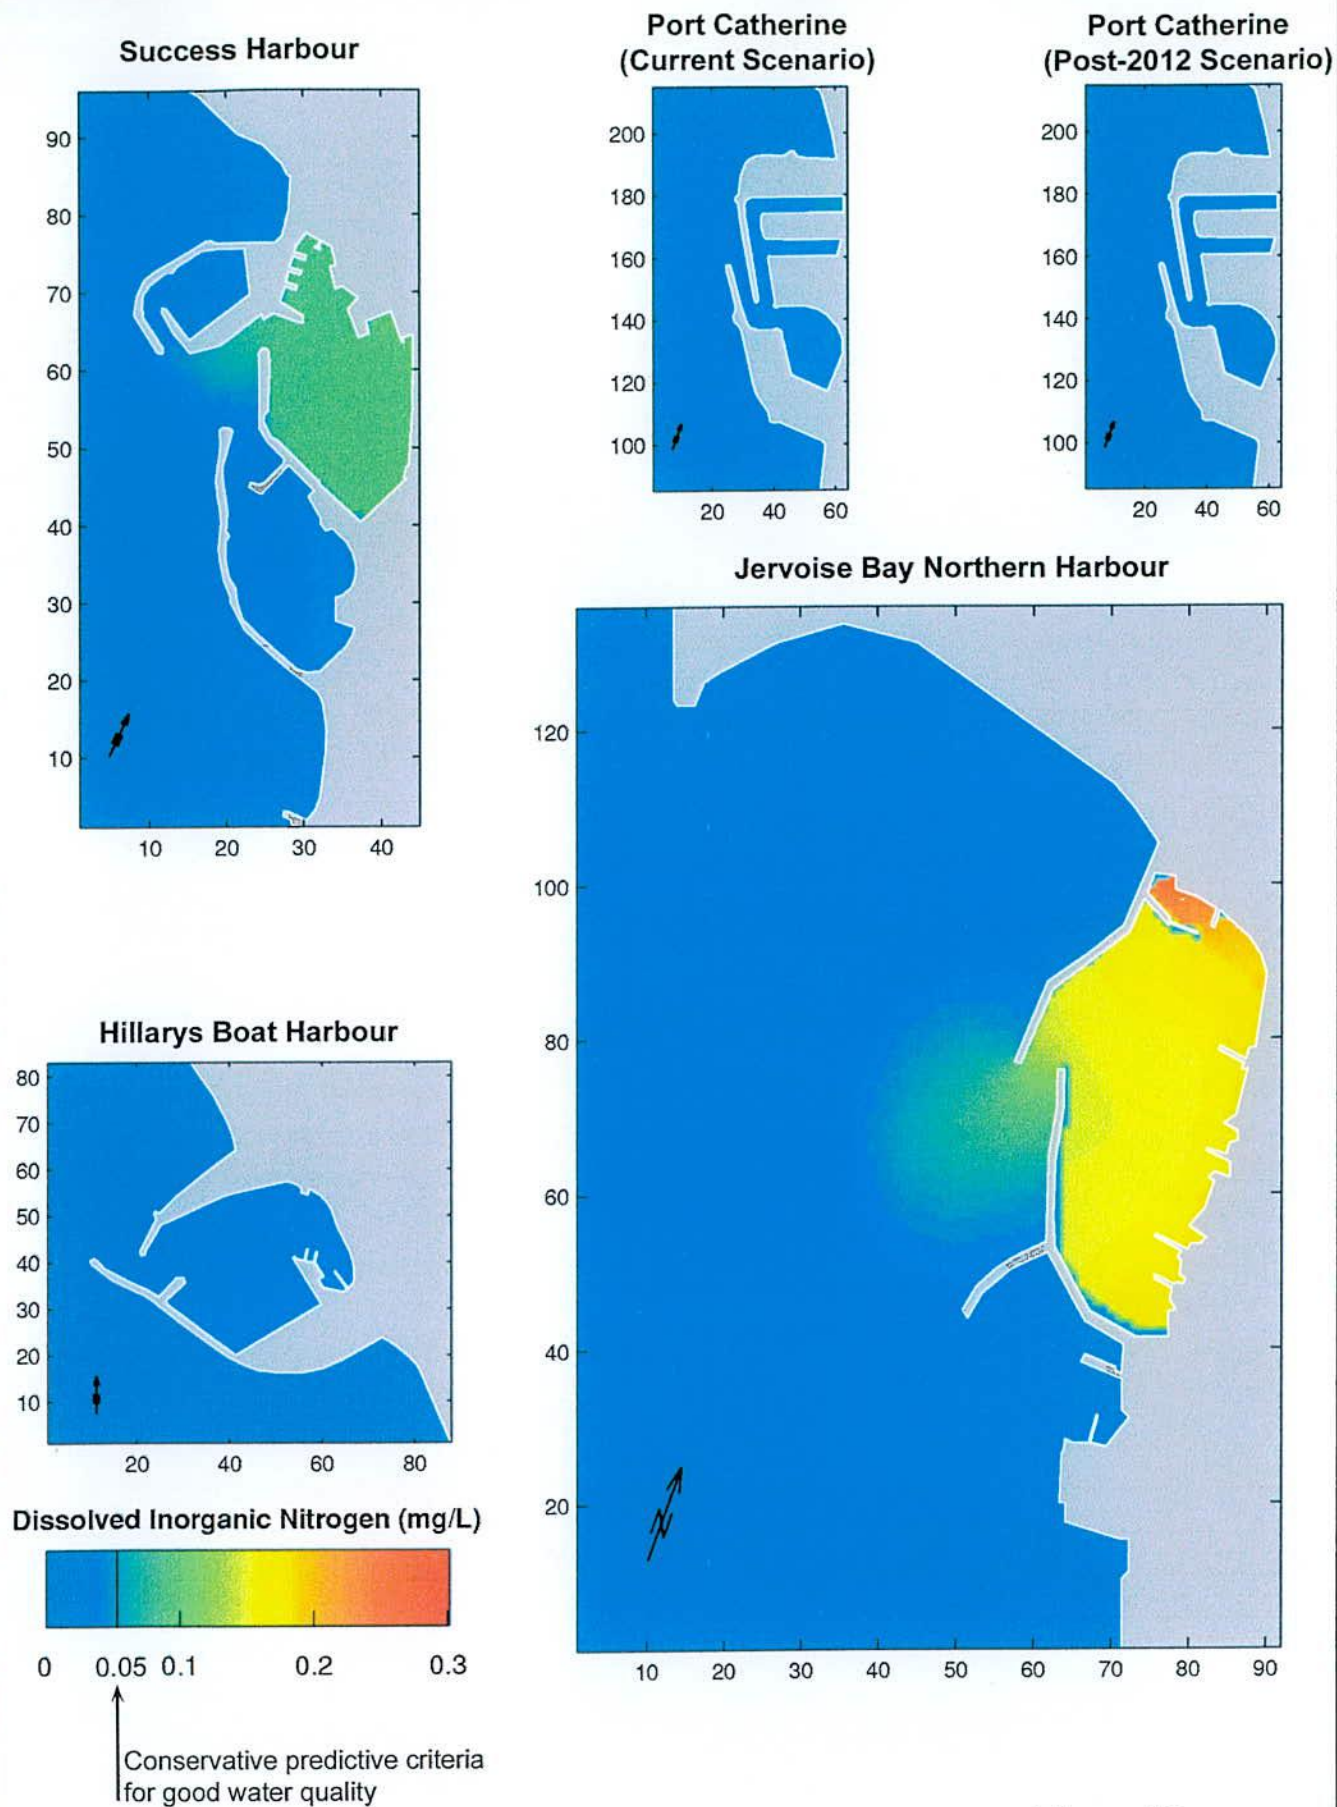 Success Harbour
90
80
70
60
50
40
30
20
10
10 20 30 40
Port Catherine
(Current Scenario)
200
180
160
140
120
100
20 40 60
Port Catherine
(Post-2012 Scenario)
200
180
160
140
120
100
20 40 60
Jervoise Bay Northern Harbour
120
100
80
60
40
20
10 20 30 40 50 60 70 80 90
Hillarys Boat Harbour
80
70
60
50
40
30
20
10
20 40 60 80
Dissolved Inorganic Nitrogen (mg/L)
0 0.05 0.1 0.2 0.3
Conservative predictive criteria
for good water quality